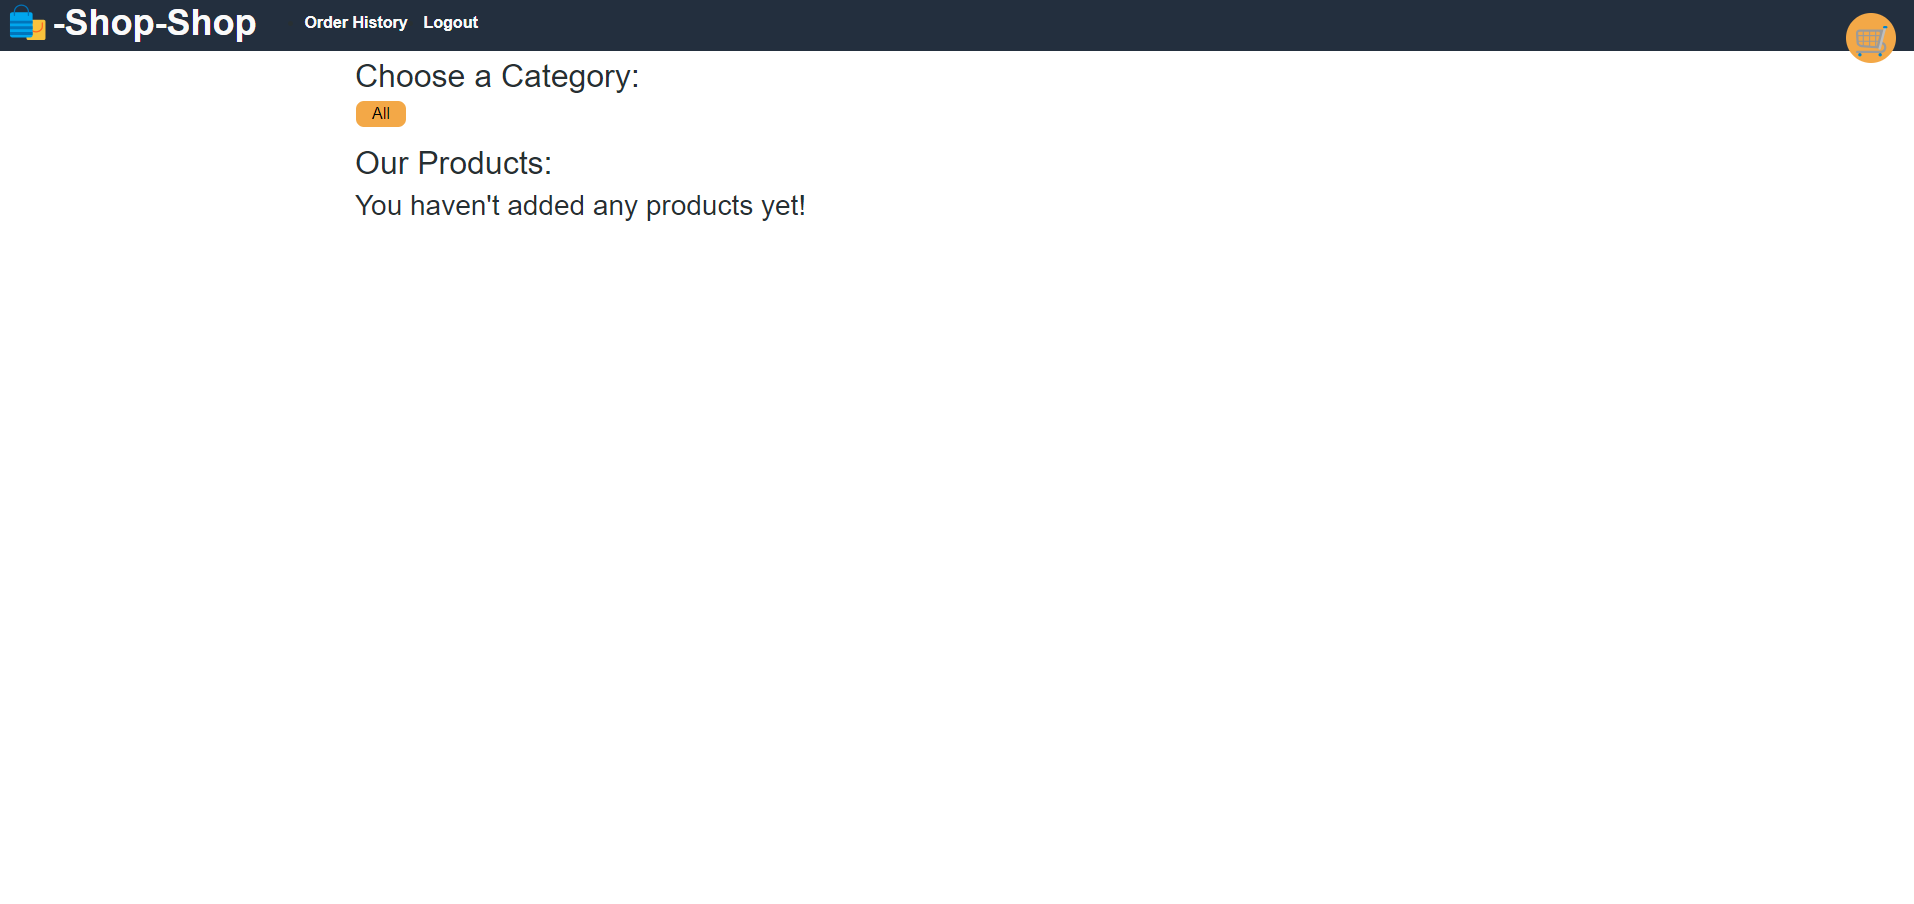 -Shop-Shop Order History Logout
Choose a Category:
All
Our Products:
You haven't added any products yet!